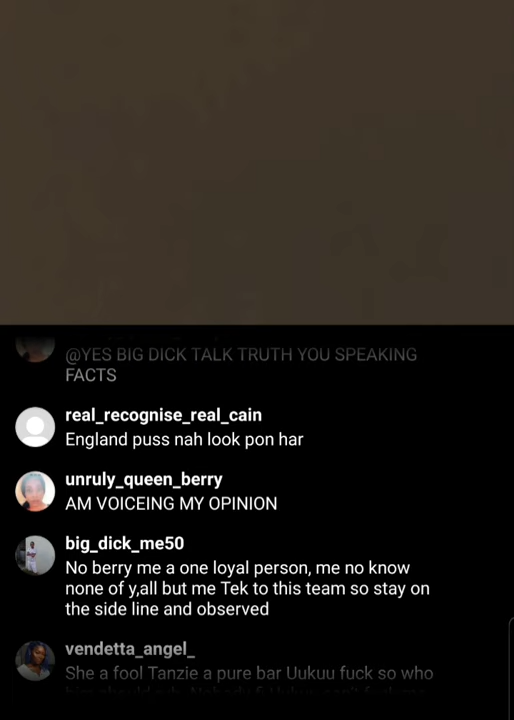 @YES BIG DICK TALK TRUTH YOU SPEAKING
FACTS
real_recognise_real_cain
England puss nah look pon har
unruly_queen_berry
AM VOICEING MY OPINION
big_dick_me50
No berry me a one loyal person, me no know
none of y,all but me Tek to this team so stay on
the side line and observed
vendetta_angel_
She a fool Tanzie a pure bar Uukuu fuck so who